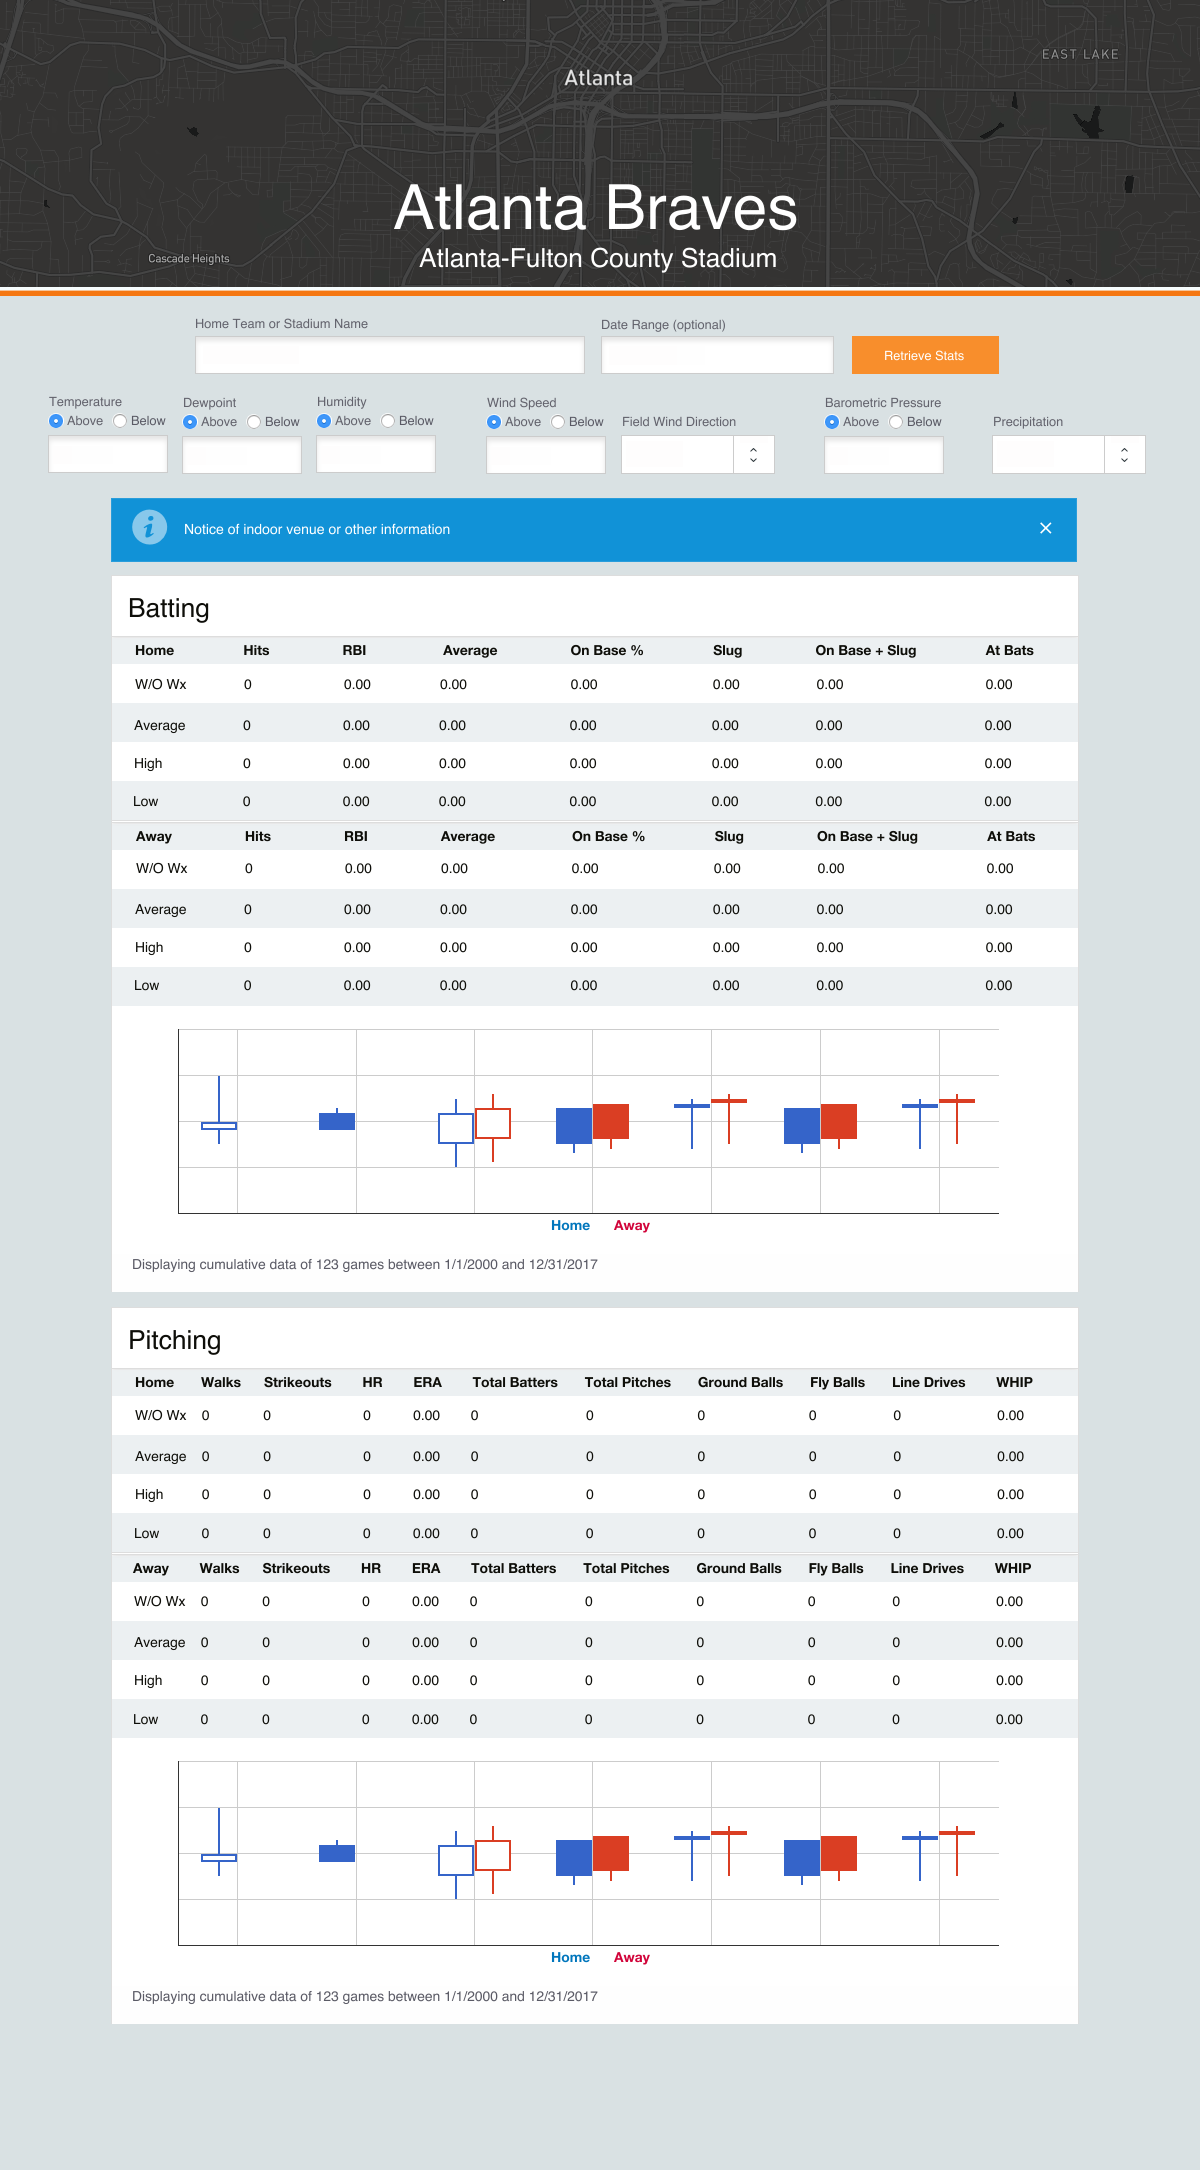 EAST LAKE
Atlanta
Atlanta Braves
Cascade Heights
Atlanta-Fulton County Stadium
Home Team or Stadium Name
Date Range (optional)
Retrieve Stats
Temperature
Above Below
Dewpoint
Above Below
Humidity
Above Below
Wind Speed
Above Below
Field Wind Direction
Barometric Pressure
Above Below
Precipitation
Notice of indoor venue or other information
Batting
Home Hits RBI Average On Base % Slug On Base + Slug At Bats
W/O Wx 0 0.00 0.00 0.00 0.00 0.00 0.00
Average 0 0.00 0.00 0.00 0.00 0.00 0.00
High 0 0.00 0.00 0.00 0.00 0.00 0.00
Low 0 0.00 0.00 0.00 0.00 0.00 0.00
Away Hits RBI Average On Base % Slug On Base + Slug At Bats
W/O Wx 0 0.00 0.00 0.00 0.00 0.00 0.00
Average 0 0.00 0.00 0.00 0.00 0.00 0.00
High 0 0.00 0.00 0.00 0.00 0.00 0.00
Low 0 0.00 0.00 0.00 0.00 0.00 0.00
Home Away
Displaying cumulative data of 123 games between 1/1/2000 and 12/31/2017
Pitching
Home Walks Strikeouts HR ERA Total Batters Total Pitches Ground Balls Fly Balls Line Drives WHIP
W/O Wx 0 0 0 0.00 0 0 0 0 0 0.00
Average 0 0 0 0.00 0 0 0 0 0 0.00
High 0 0 0 0.00 0 0 0 0 0 0.00
Low 0 0 0 0.00 0 0 0 0 0 0.00
Away Walks Strikeouts HR ERA Total Batters Total Pitches Ground Balls Fly Balls Line Drives WHIP
W/O Wx 0 0 0 0.00 0 0 0 0 0 0.00
Average 0 0 0 0.00 0 0 0 0 0 0.00
High 0 0 0 0.00 0 0 0 0 0 0.00
Low 0 0 0 0.00 0 0 0 0 0 0.00
Home Away
Displaying cumulative data of 123 games between 1/1/2000 and 12/31/2017